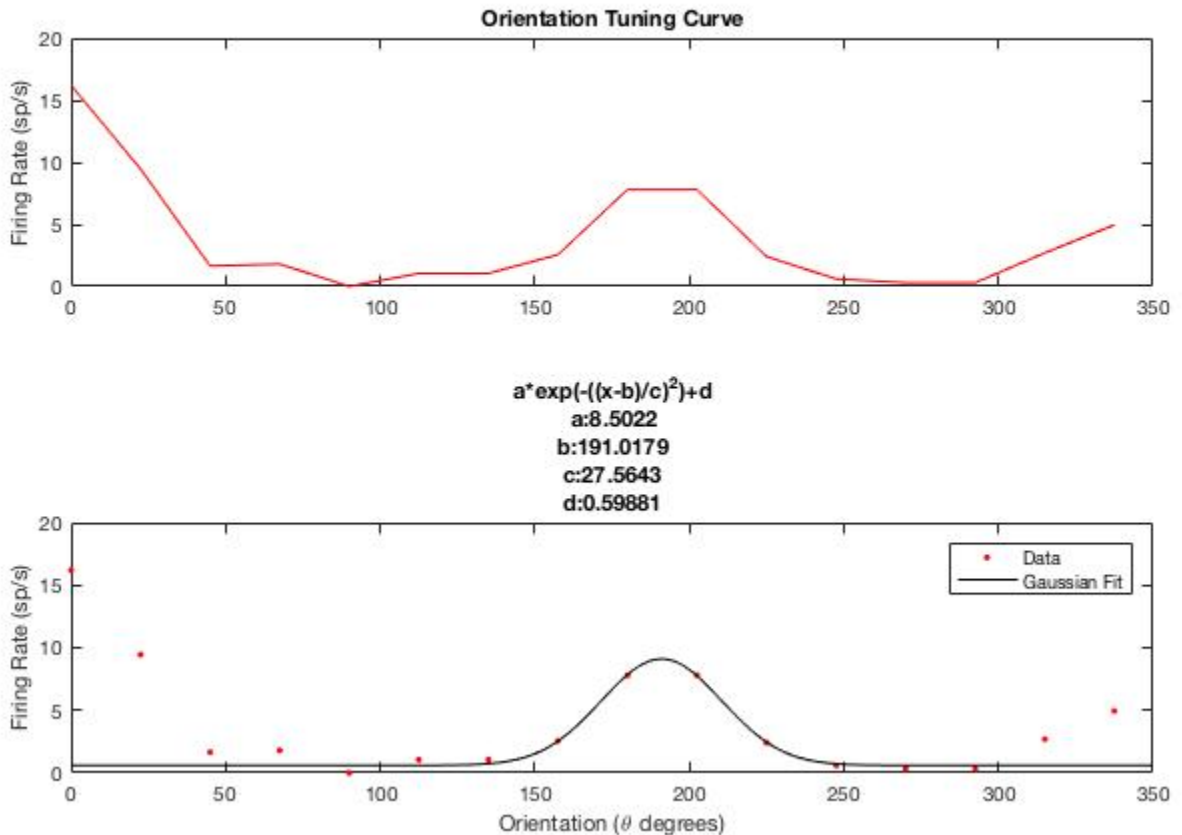 Orientation Tuning Curve
20
15
10
5
0
Firing Rate (sp/s)
0 50 100 150 200 250 300 350
a*exp(-((x-b)/c)²)+d
a:8.5022
b:191.0179
c:27.5643
d:0.59881
20
15
10
5
0
Firing Rate (sp/s)
Data
Gaussian Fit
0 50 100 150 200 250 300 350
Orientation (θ degrees)